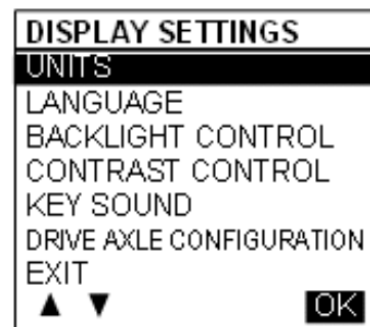 DISPLAY SETTINGS
UNITS
LANGUAGE
BACKLIGHT CONTROL
CONTRAST CONTROL
KEY SOUND
DRIVE AXLE CONFIGURATION
EXIT
▲ ▼ OK